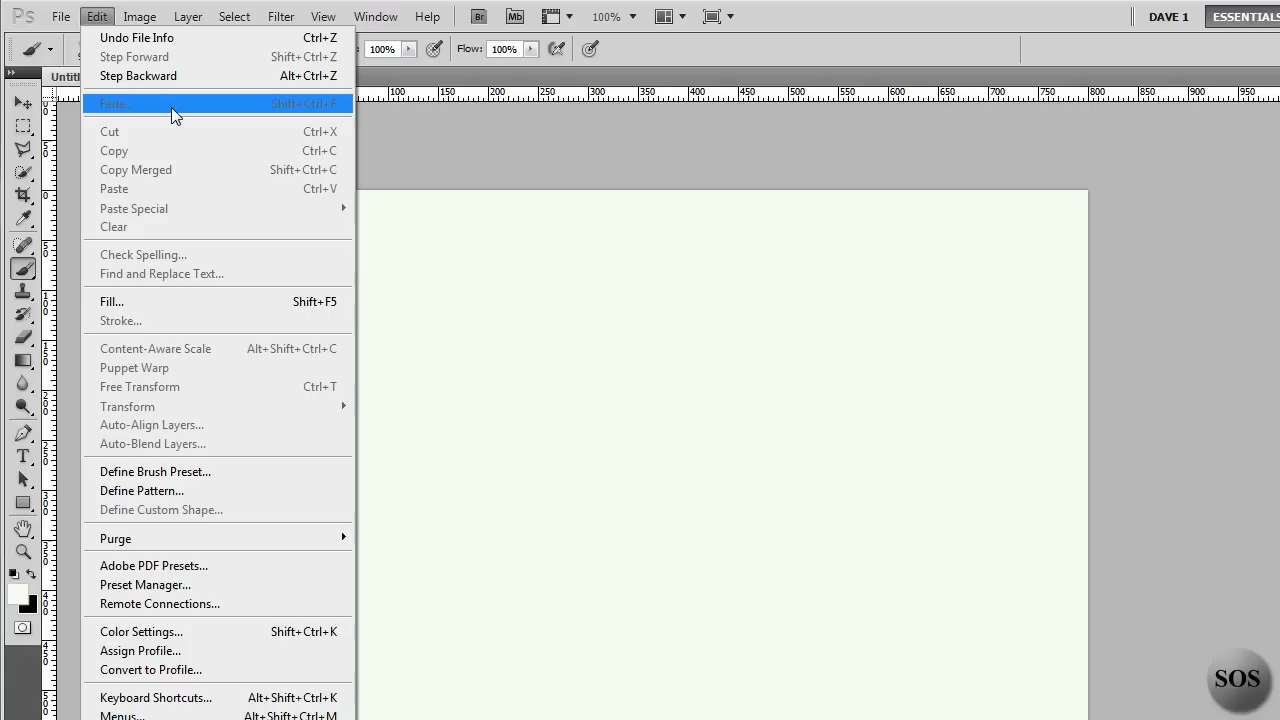 Ps File Edit Image Layer Select Filter View Window Help Br Mb 100% DAVE 1 ESSENTIALS
100% Flow: 100%
Undo File Info Ctrl+Z
Step Forward Shift+Ctrl+Z
Step Backward Alt+Ctrl+Z
Fade... Shift+Ctrl+F
Cut Ctrl+X
Copy Ctrl+C
Copy Merged Shift+Ctrl+C
Paste Ctrl+V
Paste Special
Clear
Check Spelling...
Find and Replace Text...
Fill... Shift+F5
Stroke...
Content-Aware Scale Alt+Shift+Ctrl+C
Puppet Warp
Free Transform Ctrl+T
Transform
Auto-Align Layers...
Auto-Blend Layers...
Define Brush Preset...
Define Pattern...
Define Custom Shape...
Purge
Adobe PDF Presets...
Preset Manager...
Remote Connections...
Color Settings... Shift+Ctrl+K
Assign Profile...
Convert to Profile...
Keyboard Shortcuts... Alt+Shift+Ctrl+K
Menus... Alt+Shift+Ctrl+M
100 150 200 250 300 350 400 450 500 550 600 650 700 750 800 850 900 950
SOS